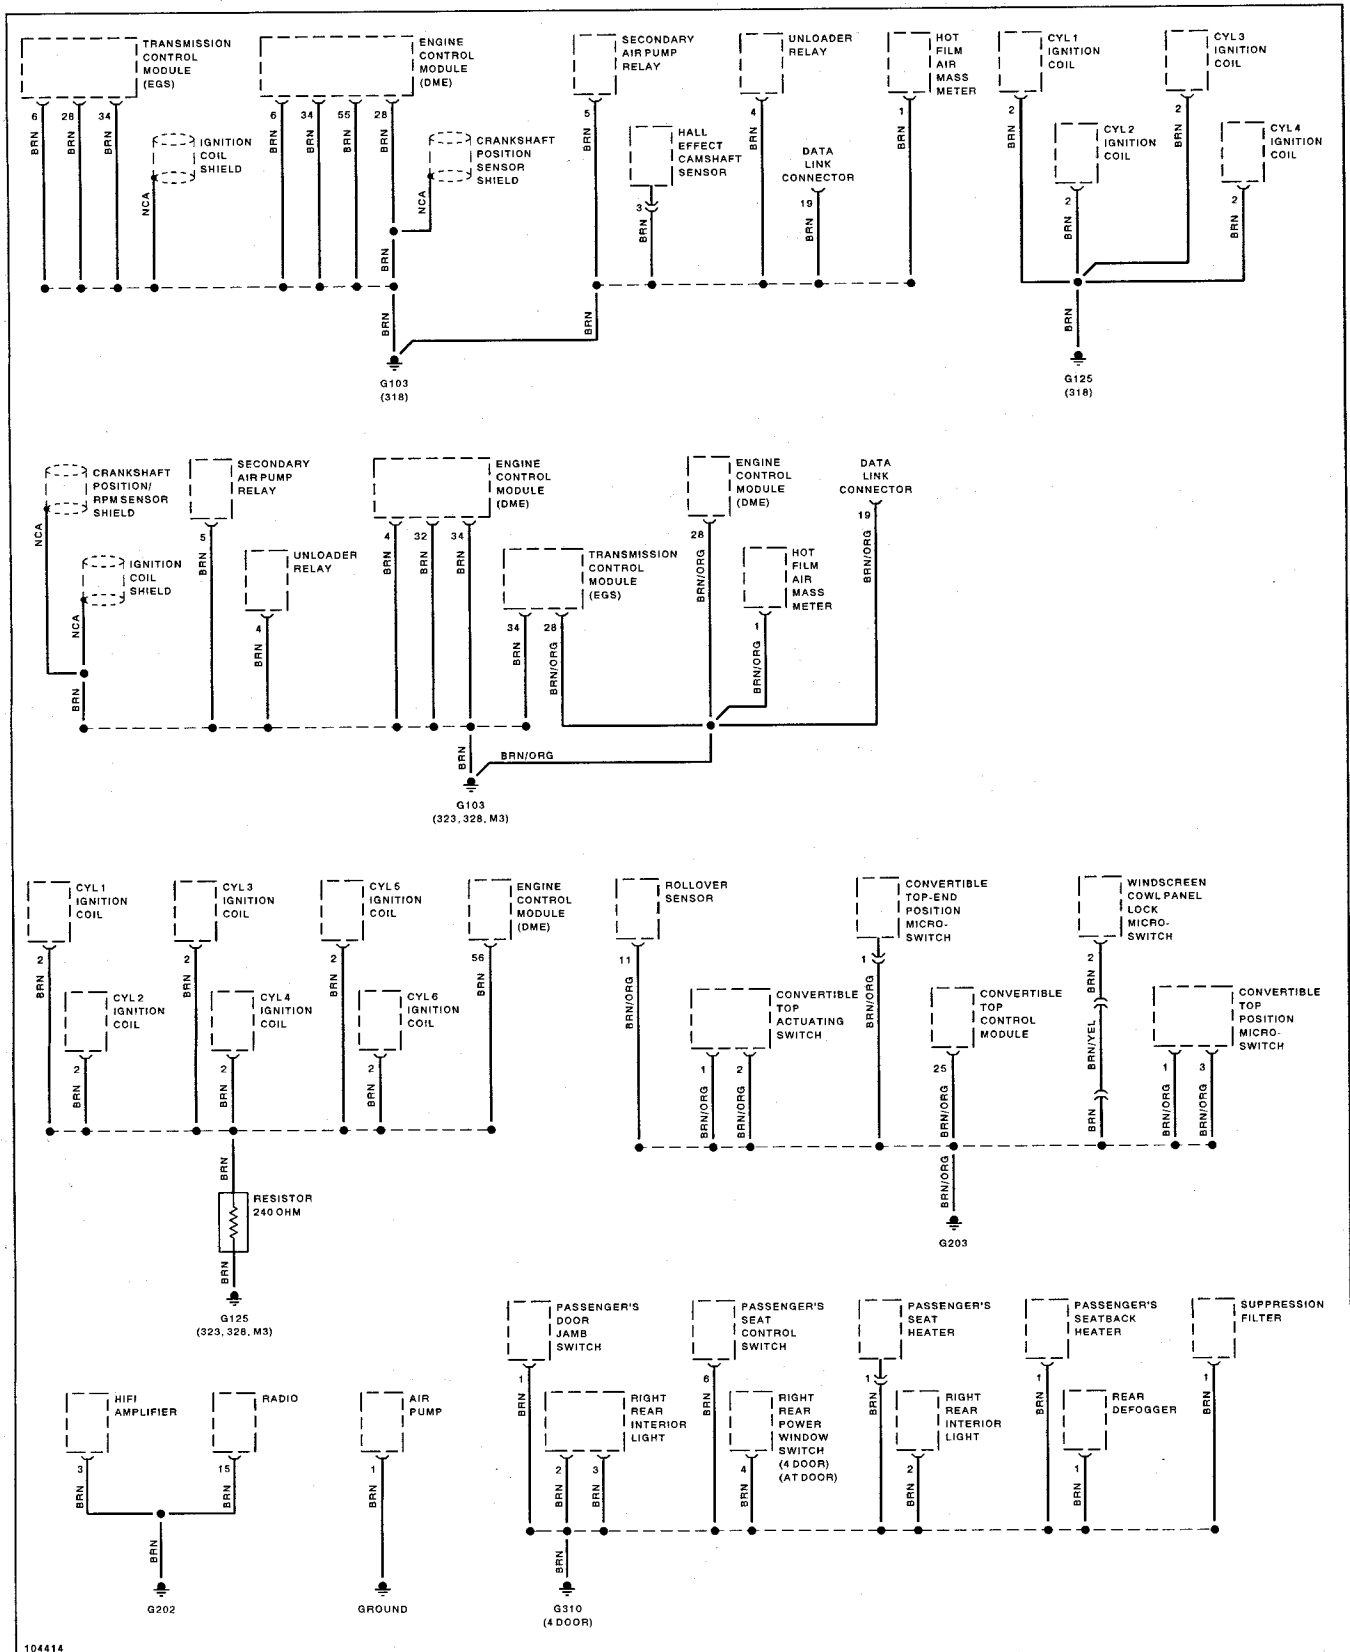 TRANSMISSION
CONTROL
MODULE
(EGS)
6
BRN
28
BRN
34
BRN
IGNITION
COIL
SHIELD
NCA
ENGINE
CONTROL
MODULE
(DME)
6
BRN
34
BRN
55
BRN
28
BRN
CRANKSHAFT
POSITION
SENSOR
SHIELD
NCA
BRN
BRN
G103
(318)
SECONDARY
AIR PUMP
RELAY
5
BRN
BRN
HALL
EFFECT
CAMSHAFT
SENSOR
3
BRN
UNLOADER
RELAY
4
BRN
DATA
LINK
CONNECTOR
19
BRN
HOT
FILM
AIR
MASS
METER
1
BRN
CYL 1
IGNITION
COIL
2
BRN
CYL 2
IGNITION
COIL
2
BRN
CYL 3
IGNITION
COIL
2
BRN
CYL 4
IGNITION
COIL
2
BRN
BRN
G125
(318)
CRANKSHAFT
POSITION/
RPM SENSOR
SHIELD
NCA
IGNITION
COIL
SHIELD
NCA
BRN
SECONDARY
AIR PUMP
RELAY
5
BRN
UNLOADER
RELAY
4
BRN
ENGINE
CONTROL
MODULE
(DME)
4
BRN
32
BRN
34
BRN
TRANSMISSION
CONTROL
MODULE
(EGS)
34
BRN
28
BRN/ORG
ENGINE
CONTROL
MODULE
(DME)
28
BRN/ORG
HOT
FILM
AIR
MASS
METER
1
BRN/ORG
DATA
LINK
CONNECTOR
19
BRN/ORG
BRN
BRN/ORG
G103
(323, 328, M3)
CYL 1
IGNITION
COIL
2
BRN
CYL 2
IGNITION
COIL
2
BRN
CYL 3
IGNITION
COIL
2
BRN
CYL 4
IGNITION
COIL
2
BRN
CYL 5
IGNITION
COIL
2
BRN
CYL 6
IGNITION
COIL
2
BRN
ENGINE
CONTROL
MODULE
(DME)
56
BRN
BRN
RESISTOR
240 OHM
BRN
G125
(323, 328, M3)
ROLLOVER
SENSOR
11
BRN/ORG
CONVERTIBLE
TOP
ACTUATING
SWITCH
1
BRN/ORG
2
BRN/ORG
CONVERTIBLE
TOP-END
POSITION
MICRO-
SWITCH
1
BRN/ORG
CONVERTIBLE
TOP
CONTROL
MODULE
25
BRN/ORG
BRN/ORG
G203
WINDSCREEN
COWL PANEL
LOCK
MICRO-
SWITCH
2
BRN
BRN/YEL
BRN
CONVERTIBLE
TOP
POSITION
MICRO-
SWITCH
1
BRN/ORG
3
BRN/ORG
HIFI
AMPLIFIER
3
BRN
RADIO
15
BRN
BRN
G202
AIR
PUMP
1
BRN
GROUND
PASSENGER'S
DOOR
JAMB
SWITCH
1
BRN
RIGHT
REAR
INTERIOR
LIGHT
2
BRN
3
BRN
BRN
G310
(4 DOOR)
PASSENGER'S
SEAT
CONTROL
SWITCH
6
BRN
RIGHT
REAR
POWER
WINDOW
SWITCH
(4 DOOR)
(AT DOOR)
4
BRN
PASSENGER'S
SEAT
HEATER
1
BRN
RIGHT
REAR
INTERIOR
LIGHT
2
BRN
PASSENGER'S
SEATBACK
HEATER
1
BRN
REAR
DEFOGGER
1
BRN
SUPPRESSION
FILTER
1
BRN
104414